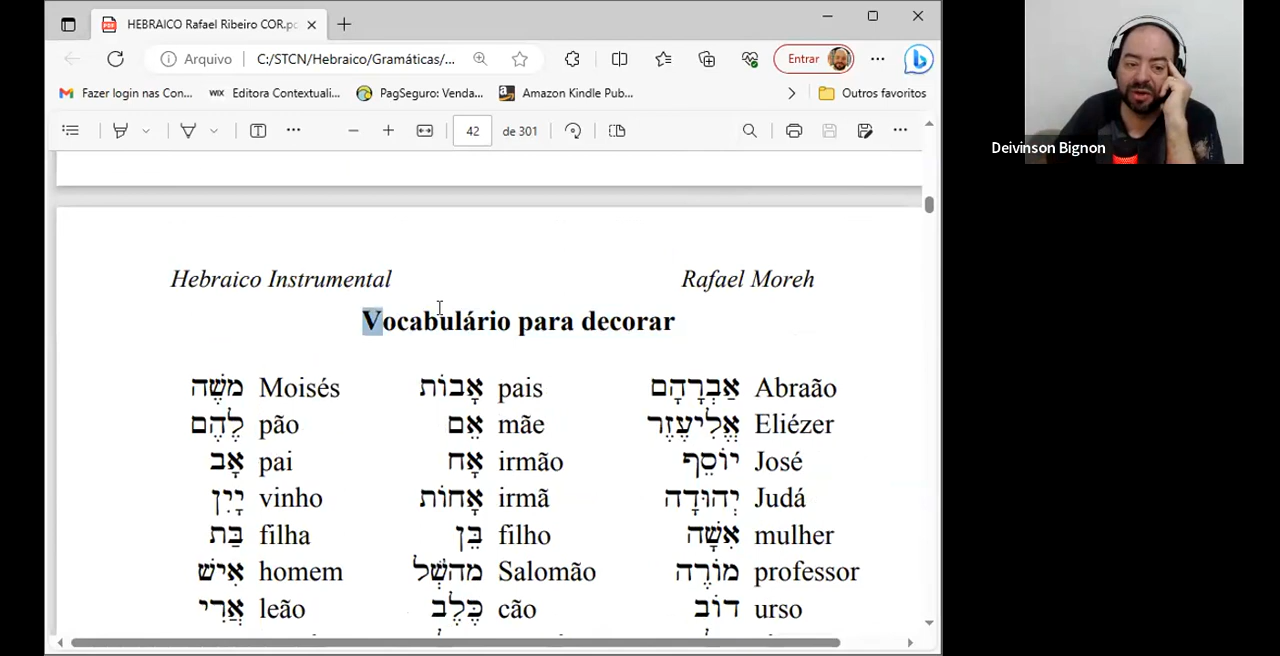 HEBRAICO Rafael Ribeiro COR.pc
Entrar
Arquivo C:/STCN/Hebraico/Gramáticas/...
Fazer login nas Con... WIX Editora Contextuali... PagSeguro: Venda... Amazon Kindle Pub... Outros favoritos
42 de 301
Deivinson Bignon
Hebraico Instrumental Rafael Moreh
Vocabulário para decorar
מֹשֶׁה Moisés אָבוֹת pais אַבְרָהָם Abraão
לֶהֶם pão אֵם mãe אֱלִיעֶזֶר Eliézer
אָב pai אָח irmão יוֹסֵף José
יָיִן vinho אָחוֹת irmã יְהוּדָה Judá
בַּת filha בֵּן filho אִשָּׁה mulher
אִישׁ homem Salomão מוֹרֶה professor
אֲרִי leão כֶּלֶב cão דוֹב urso